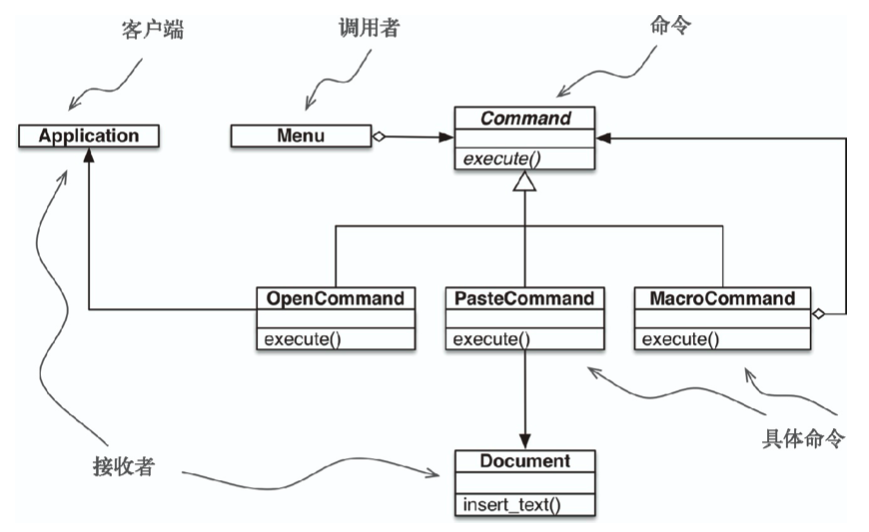 客户端
调用者
命令
Application
Menu
Command
execute()
OpenCommand
execute()
PasteCommand
execute()
MacroCommand
execute()
具体命令
接收者
Document
insert_text()